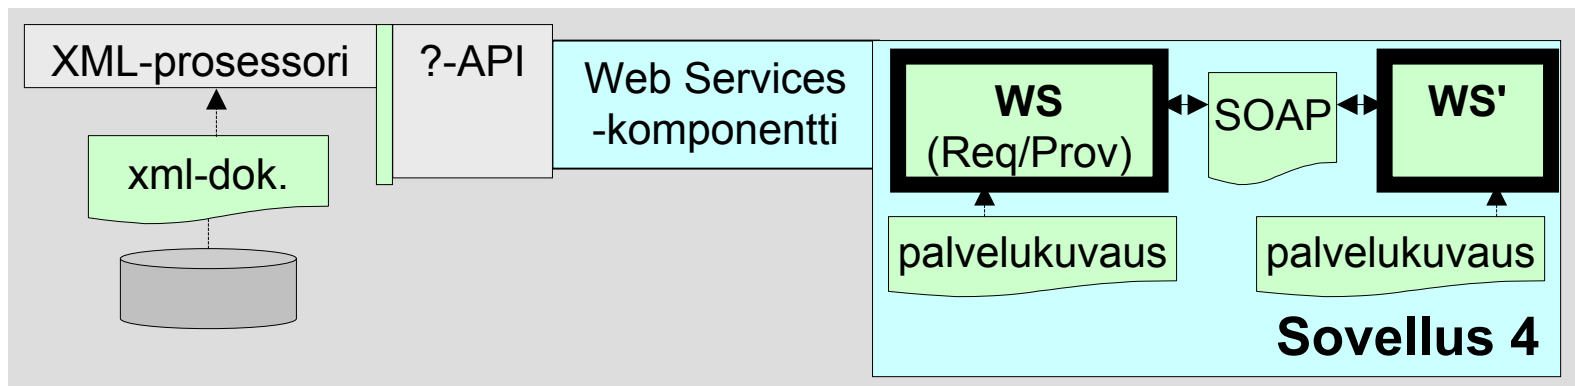 XML-prosessori
?-API
xml-dok.
Web Services
-komponentti
WS
(Req/Prov)
SOAP
WS'
palvelukuvaus
palvelukuvaus
Sovellus 4